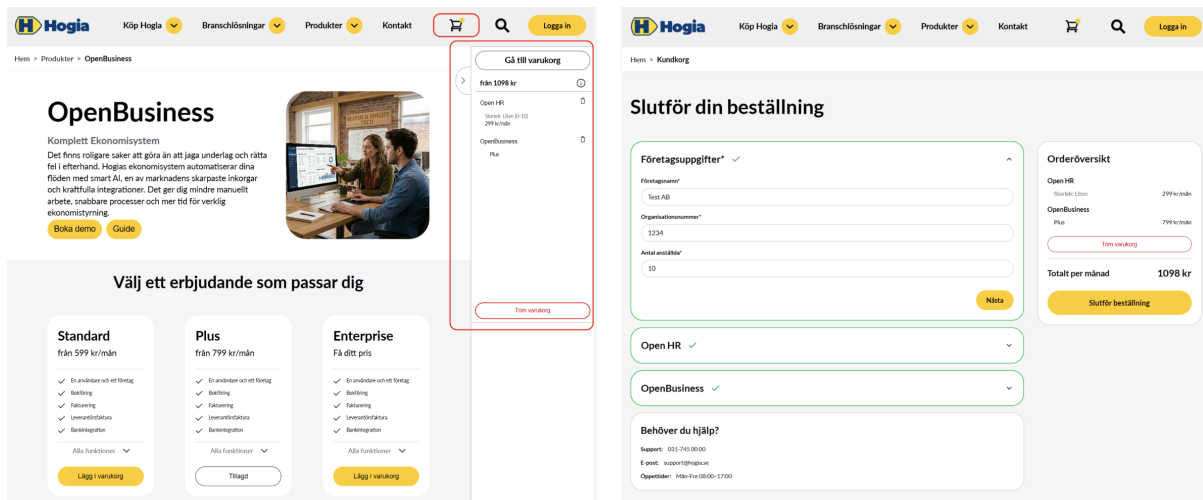 Hogia
Köp Hogia
Branschlösningar
Produkter
Kontakt
Logga in
Hem > Produkter > OpenBusiness
OpenBusiness
Komplett Ekonomisystem
Det finns roligare saker att göra än att jaga underlag och rätta
fel i efterhand. Hogias ekonomisystem automatiserar dina
flöden med smart AI, en av marknadens skarpaste inkorgar
och kraftfulla integrationer. Det ger dig mindre manuellt
arbete, snabbare processer och mer tid för verklig
ekonomistyrning.
Boka demo
Guide
Gå till varukorg
från 1098 kr
Open HR
Storlek: Liten (0-10)
299 kr/mån
OpenBusiness
Plus
Töm varukorg
Välj ett erbjudande som passar dig
Standard
från 599 kr/mån
En användare och ett företag
Bokföring
Fakturering
Leverantörsfaktura
Bankintegration
Alla funktioner
Lägg i varukorg
Plus
från 799 kr/mån
En användare och ett företag
Bokföring
Fakturering
Leverantörsfaktura
Bankintegration
Alla funktioner
Tillagd
Enterprise
Få ditt pris
En användare och ett företag
Bokföring
Fakturering
Leverantörsfaktura
Bankintegration
Alla funktioner
Lägg i varukorg
Hogia
Köp Hogia
Branschlösningar
Produkter
Kontakt
Logga in
Hem > Kundkorg
Slutför din beställning
Företagsuppgifter*
Företagsnamn*
Test AB
Organisationsnummer*
1234
Antal anställda*
10
Nästa
Open HR
OpenBusiness
Behöver du hjälp?
Support: 031-745 00 00
E-post: support@hogia.se
Öppettider: Mån-Fre 08:00–17:00
Orderöversikt
Open HR
Storlek: Liten 299 kr/mån
OpenBusiness
Plus 799 kr/mån
Töm varukorg
Totalt per månad 1098 kr
Slutför beställning